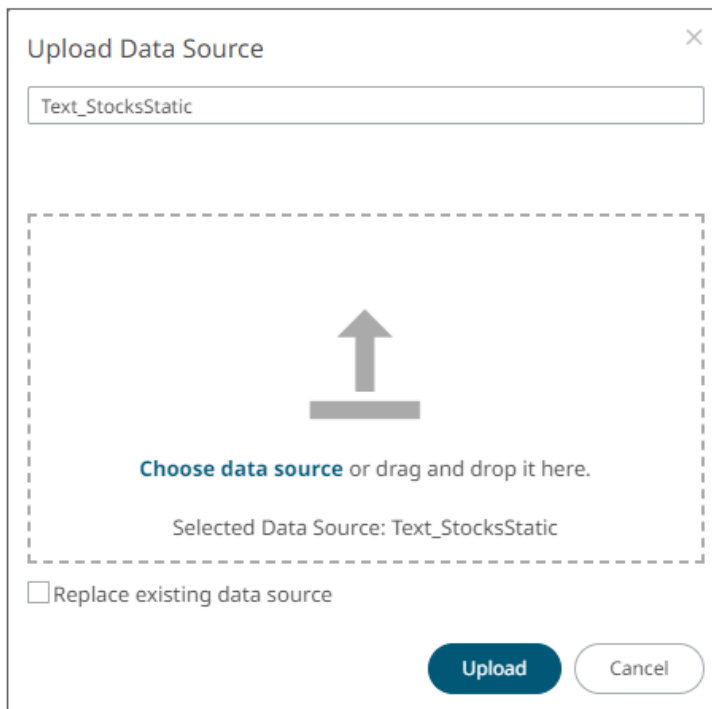 Upload Data Source
Text_StocksStatic
Choose data source or drag and drop it here.
Selected Data Source: Text_StocksStatic
Replace existing data source
Upload
Cancel